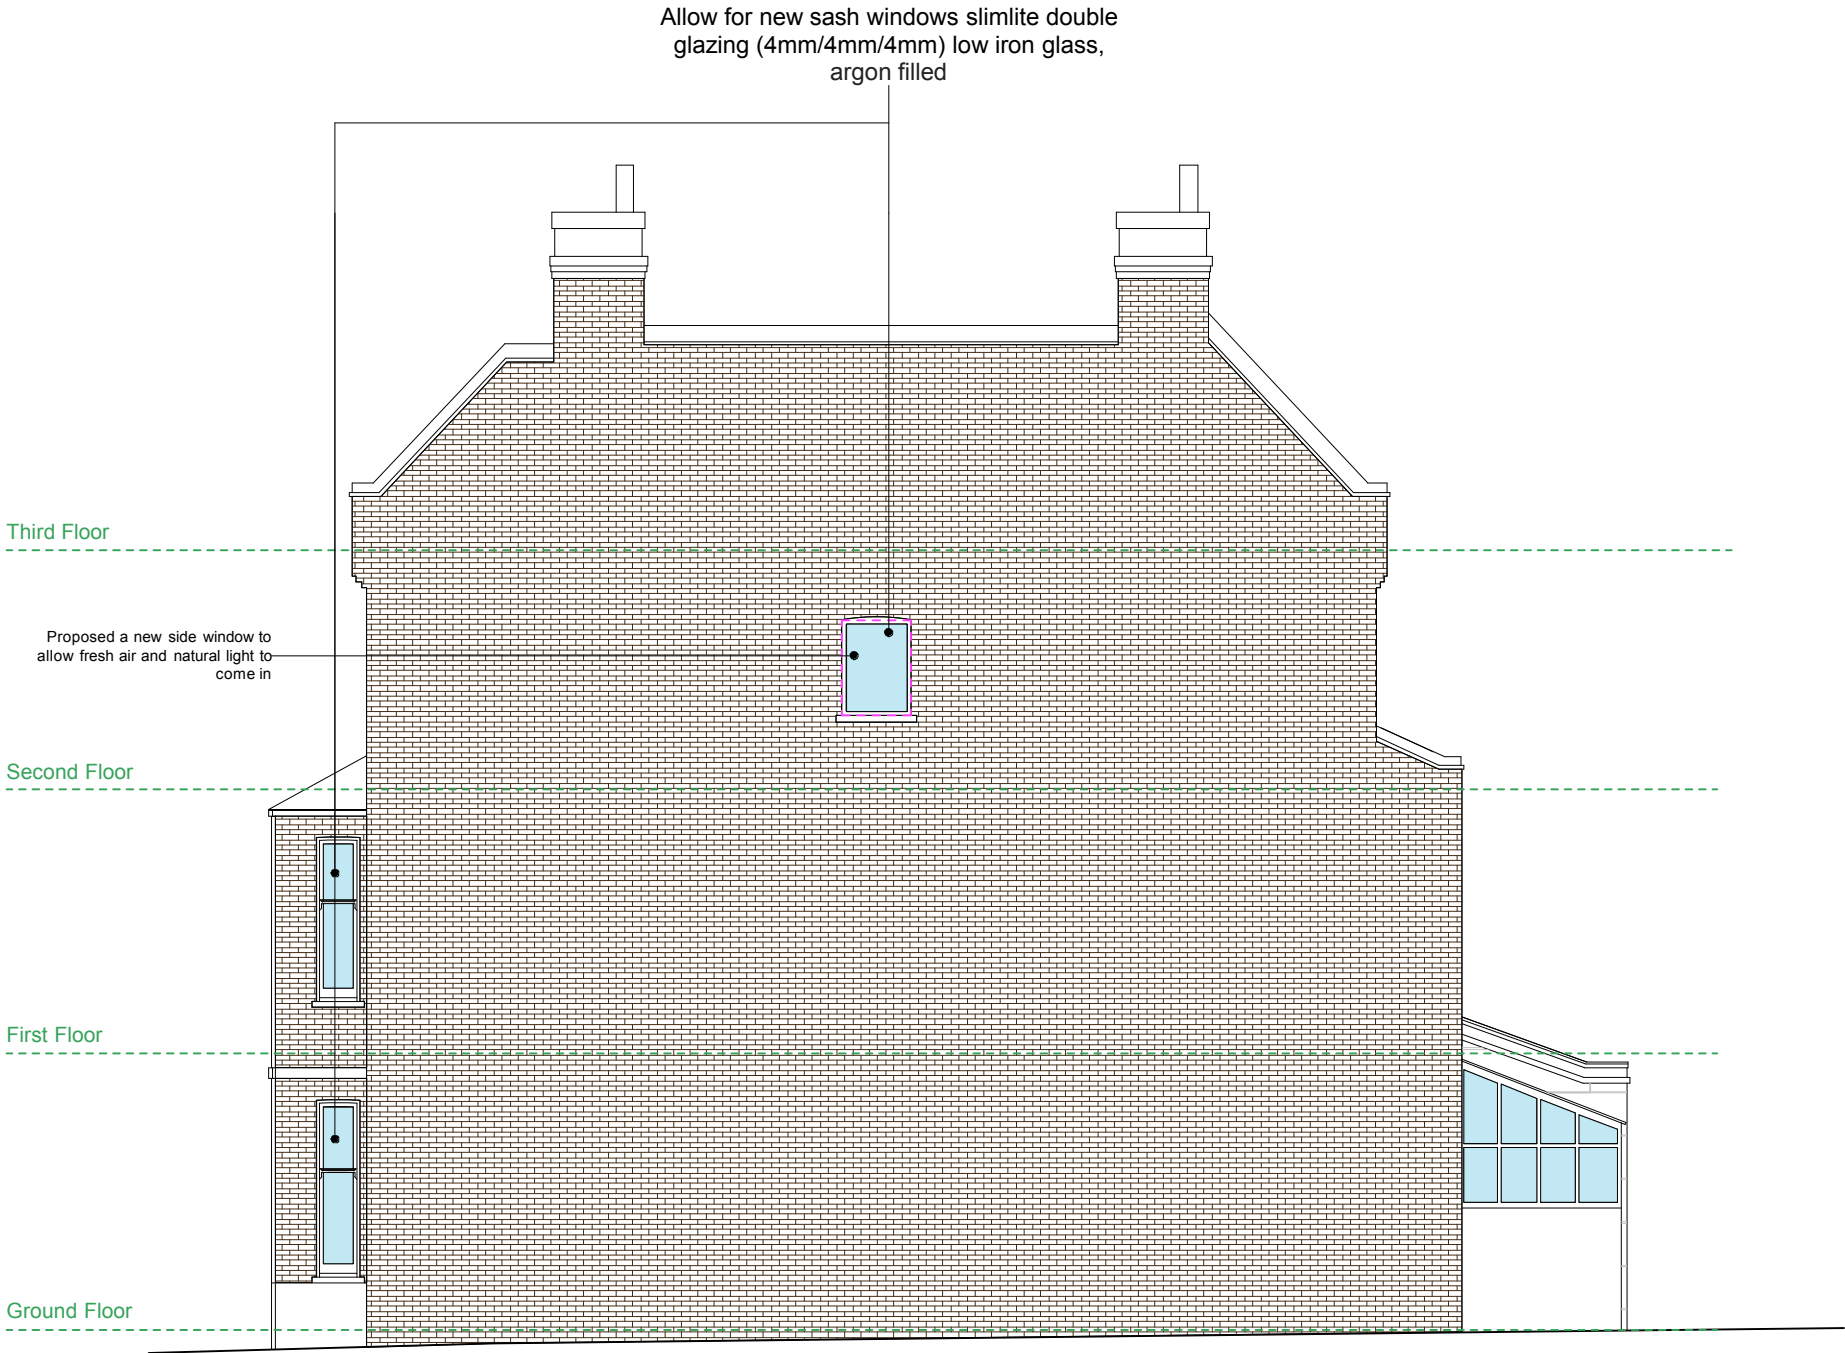 Allow for new sash windows slimlite double
glazing (4mm/4mm/4mm) low iron glass,
argon filled
Third Floor
Proposed a new side window to
allow fresh air and natural light to
come in
Second Floor
First Floor
Ground Floor